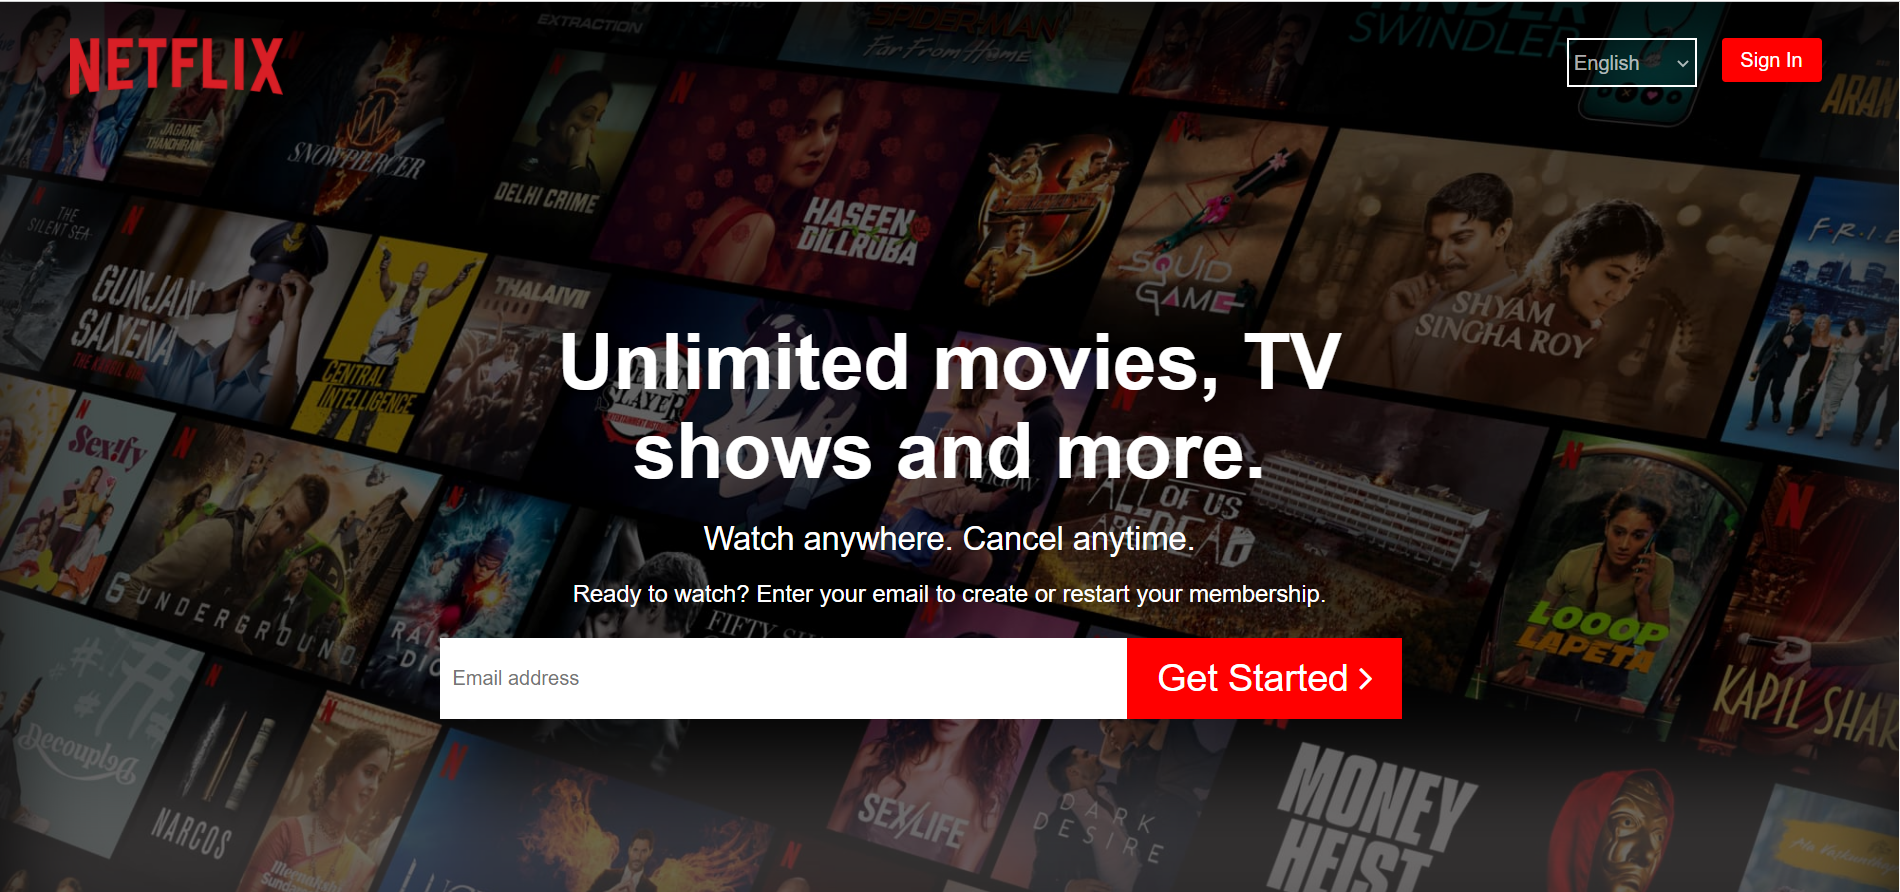 NETFLIX
English
Sign In
EXTRACTION
SPIDER-MAN
Far From Home
SWINDLER
JAGAME
THANDHIRAM
SNOWPIERCER
DELHI CRIME
HASEEN
DILLRUBA
SQUID
GAME
SHYAM
SINGHA ROY
THE
SILENT SEA
GUNJAN
SAXENA
THE KARGIL GIRL
CENTRAL
INTELLIGENCE
THALAIVII
Unlimited movies, TV
shows and more.
Watch anywhere. Cancel anytime.
Ready to watch? Enter your email to create or restart your membership.
Email address
Get Started
Sexify
6 UNDERGROUND
ALL OF US
DEAD
LOOOP
LAPETA
KAPIL SHAR
Decoupled
NARCOS
Meenakshi
SEX/LIFE
DARK
DESIRE
MONEY
HEIST